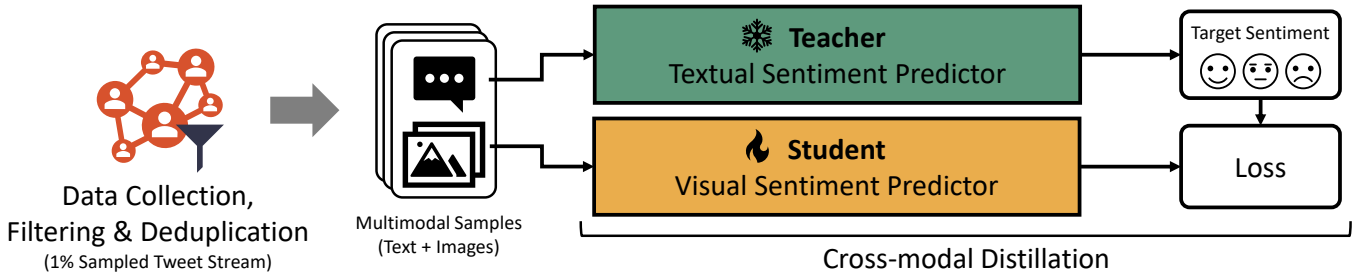 Data Collection,
Filtering & Deduplication
(1% Sampled Tweet Stream)
Multimodal Samples
(Text + Images)
Teacher
Textual Sentiment Predictor
Student
Visual Sentiment Predictor
Target Sentiment
Loss
Cross-modal Distillation